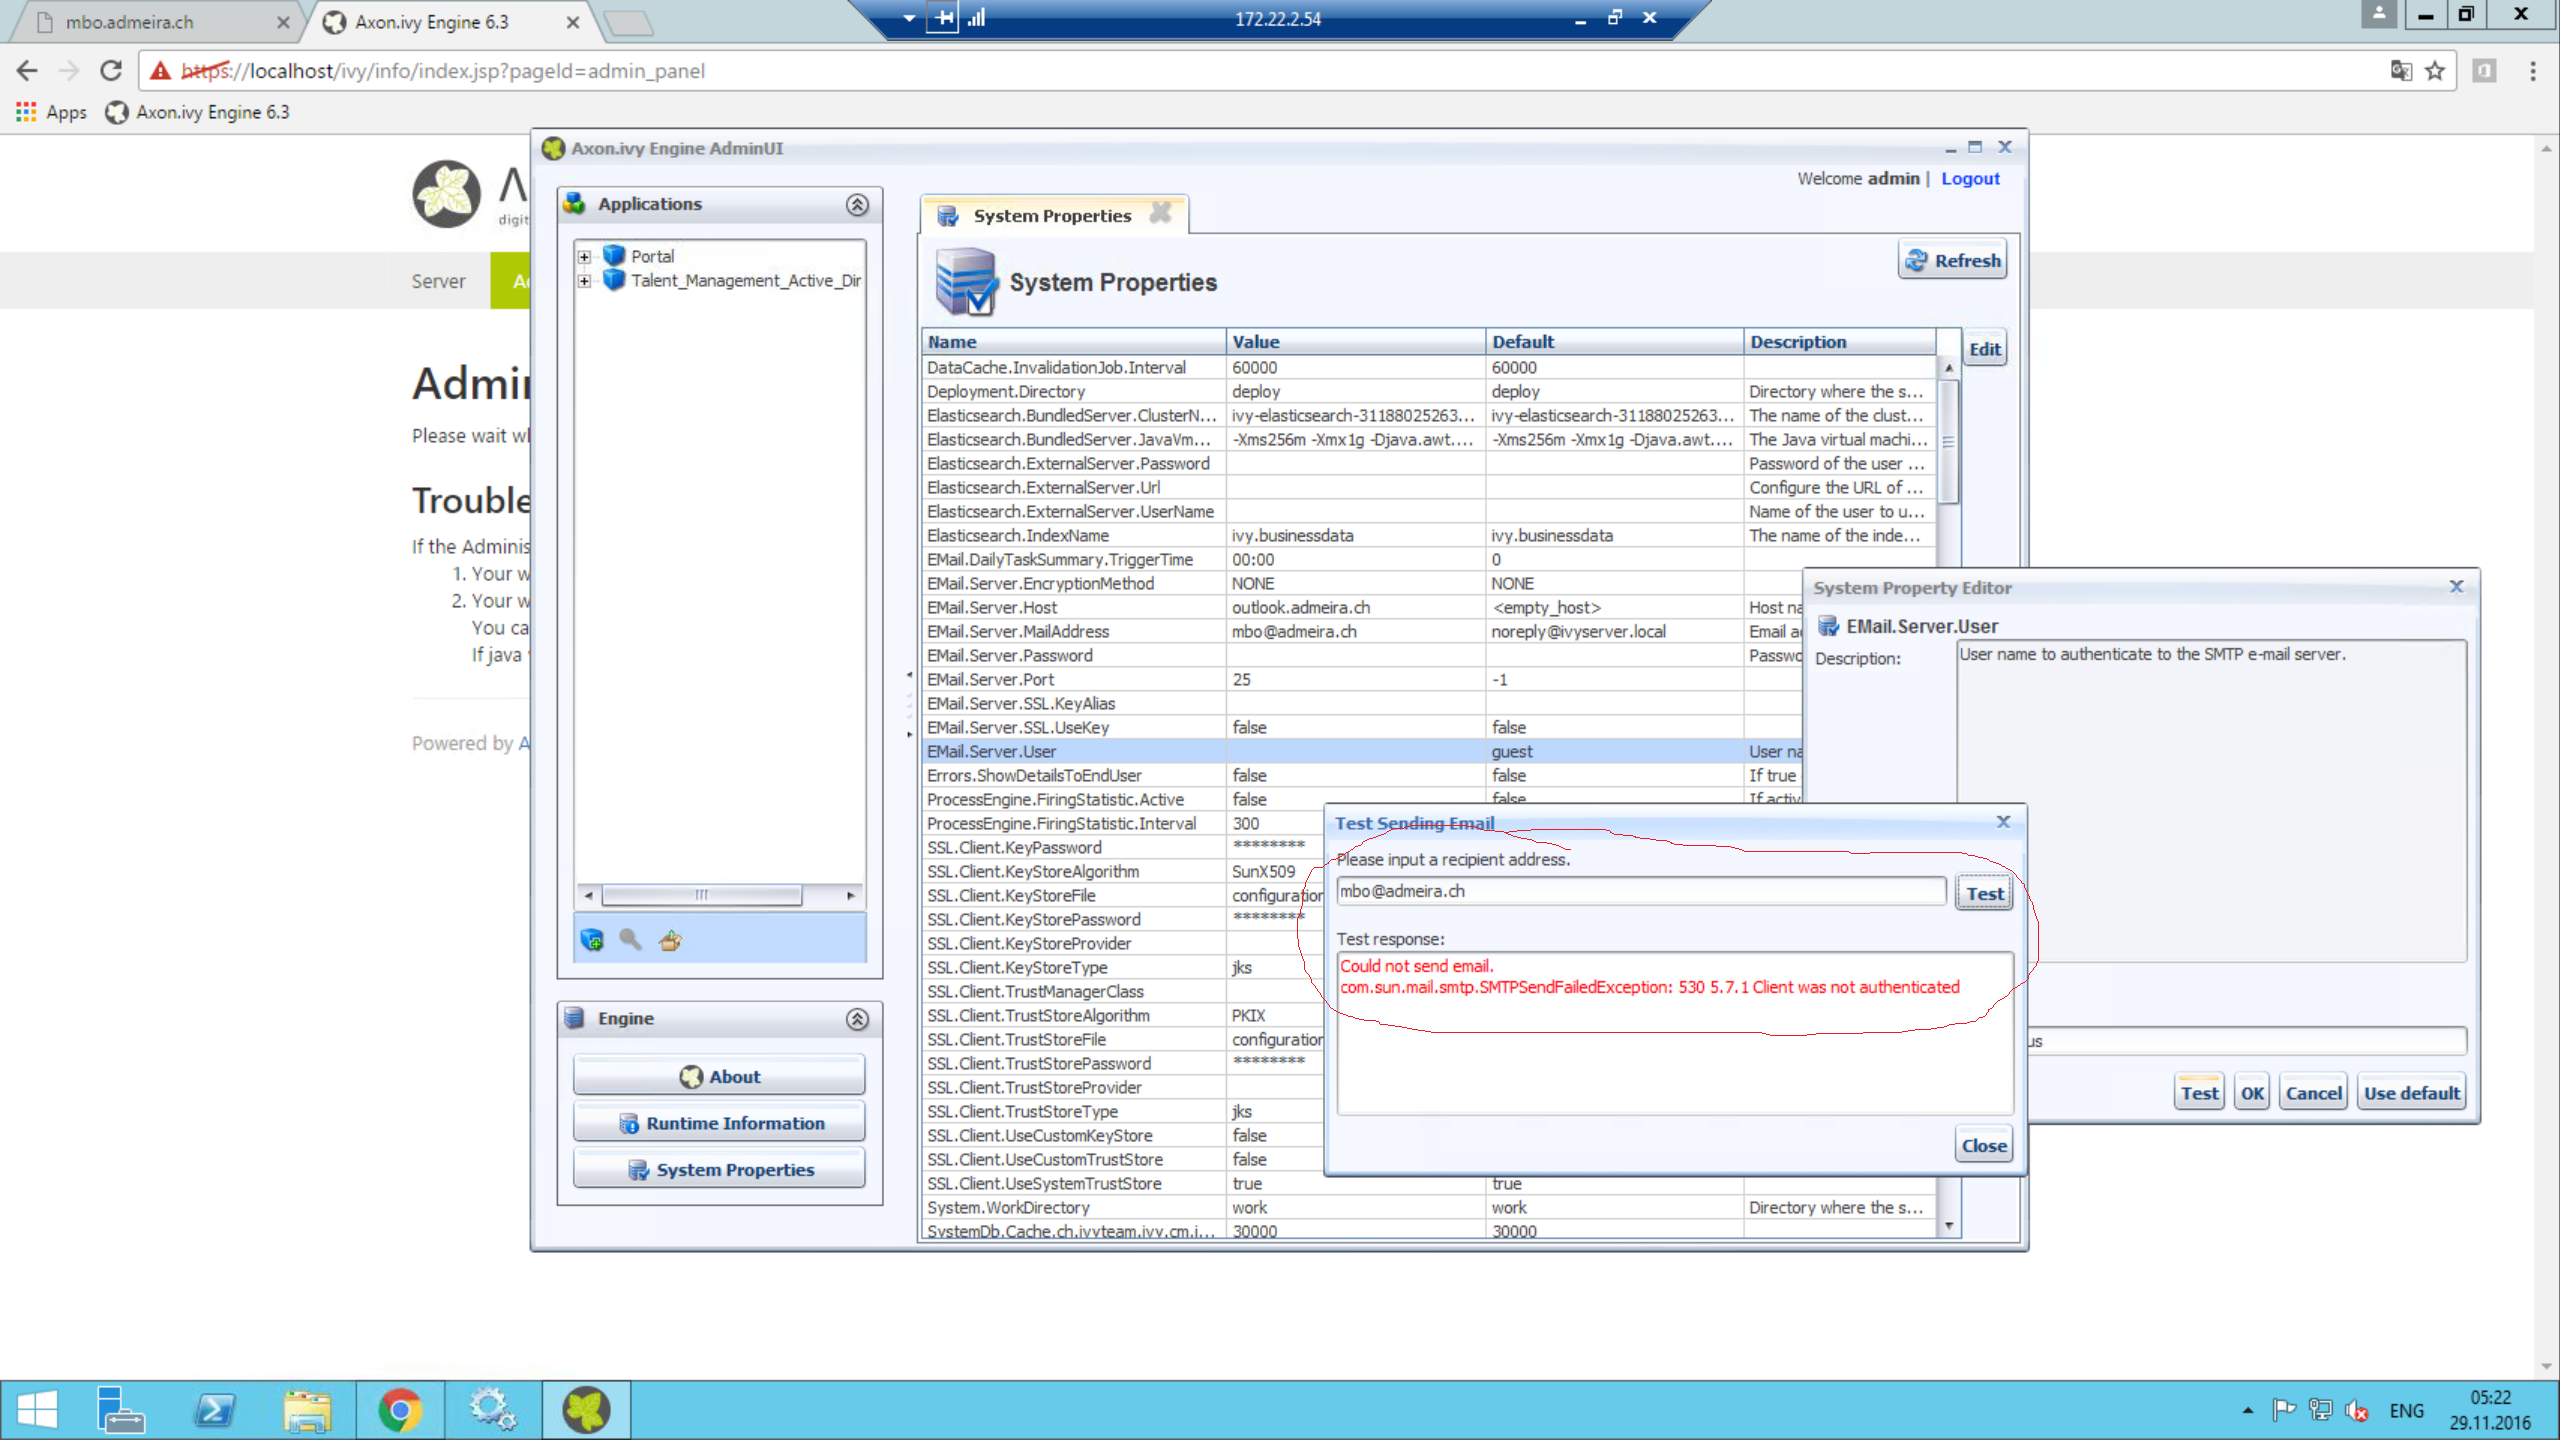 mbo.admeira.ch
Axon.ivy Engine 6.3
172.22.2.54
https://localhost/ivy/info/index.jsp?pageId=admin_panel
Apps
Axon.ivy Engine 6.3
Axon.ivy Engine AdminUI
Welcome admin | Logout
digit
Server
Applications
Portal
Talent_Management_Active_Dir
System Properties
System Properties
Refresh
Edit
Name Value Default Description
DataCache.InvalidationJob.Interval 60000 60000
Deployment.Directory deploy deploy Directory where the s...
Elasticsearch.BundledServer.ClusterN... ivy-elasticsearch-31188025263... ivy-elasticsearch-31188025263... The name of the clust...
Elasticsearch.BundledServer.JavaVm... -Xms256m -Xmx1g -Djava.awt.... -Xms256m -Xmx1g -Djava.awt.... The Java virtual machi...
Elasticsearch.ExternalServer.Password Password of the user ...
Elasticsearch.ExternalServer.Url Configure the URL of ...
Elasticsearch.ExternalServer.UserName Name of the user to u...
Elasticsearch.IndexName ivy.businessdata ivy.businessdata The name of the inde...
EMail.DailyTaskSummary.TriggerTime 00:00 0
EMail.Server.EncryptionMethod NONE NONE
EMail.Server.Host outlook.admeira.ch <empty_host> Host na
EMail.Server.MailAddress mbo@admeira.ch noreply@ivyserver.local Email a
EMail.Server.Password Passwo
EMail.Server.Port 25 -1
EMail.Server.SSL.KeyAlias
EMail.Server.SSL.UseKey false false
EMail.Server.User guest User na
Errors.ShowDetailsToEndUser false false If true
ProcessEngine.FiringStatistic.Active false false If activ
ProcessEngine.FiringStatistic.Interval 300
SSL.Client.KeyPassword ********
SSL.Client.KeyStoreAlgorithm SunX509
SSL.Client.KeyStoreFile configuration
SSL.Client.KeyStorePassword ********
SSL.Client.KeyStoreProvider
SSL.Client.KeyStoreType jks
SSL.Client.TrustManagerClass
SSL.Client.TrustStoreAlgorithm PKIX
SSL.Client.TrustStoreFile configuration
SSL.Client.TrustStorePassword ********
SSL.Client.TrustStoreProvider
SSL.Client.TrustStoreType jks
SSL.Client.UseCustomKeyStore false
SSL.Client.UseCustomTrustStore false
SSL.Client.UseSystemTrustStore true true
System.WorkDirectory work work Directory where the s...
SystemDb.Cache.ch.ivyteam.ivy.cm.i... 30000 30000
Admi
Please wait w
Trouble
If the Adminis
1. Your w
2. Your w
You ca
If java
Powered by A
Engine
About
Runtime Information
System Properties
System Property Editor
EMail.Server.User
Description:
User name to authenticate to the SMTP e-mail server.
us
Test OK Cancel Use default
Test Sending Email
Please input a recipient address.
mbo@admeira.ch
Test
Test response:
Could not send email.
com.sun.mail.smtp.SMTPSendFailedException: 530 5.7.1 Client was not authenticated
Close
ENG
05:22
29.11.2016